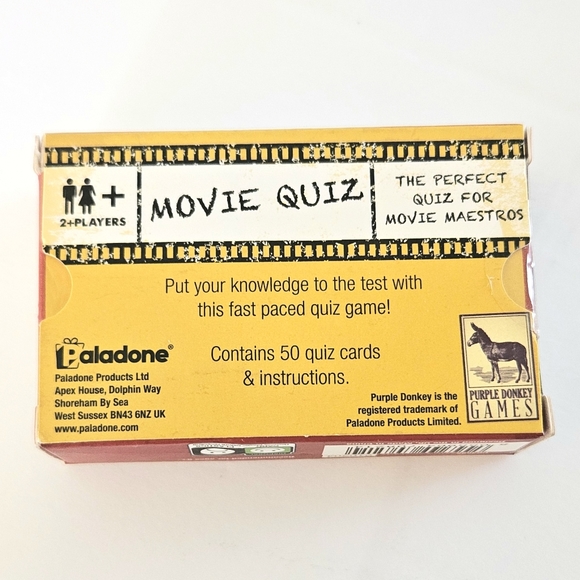 2+PLAYERS
MOVIE QUIZ
THE PERFECT
QUIZ FOR
MOVIE MAESTROS
Put your knowledge to the test with
this fast paced quiz game!
Contains 50 quiz cards
& instructions.
Paladone®
Paladone Products Ltd
Apex House, Dolphin Way
Shoreham By Sea
West Sussex BN43 6NZ UK
www.paladone.com
Purple Donkey is the
registered trademark of
Paladone Products Limited.
PURPLE DONKEY
GAMES